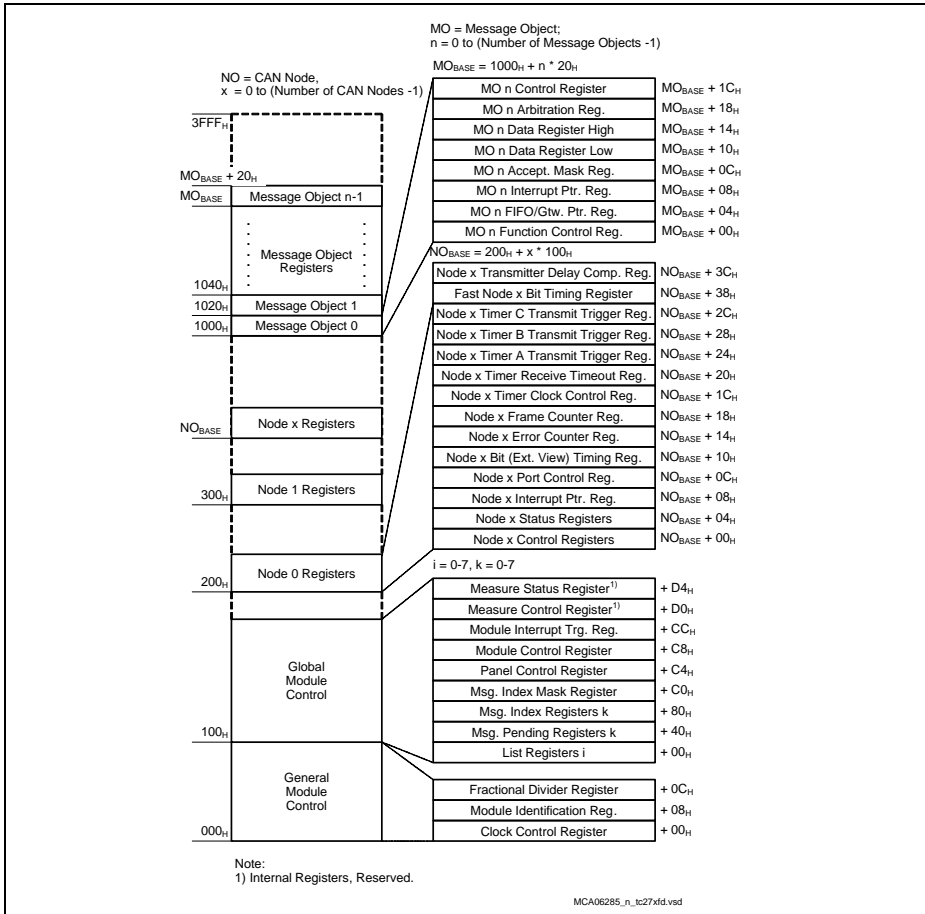 MO = Message Object;
n = 0 to (Number of Message Objects -1)
MOBASE = 1000H + n * 20H
NO = CAN Node,
x = 0 to (Number of CAN Nodes -1)
3FFFH
MOBASE + 20H
MOBASE
Message Object n-1
Message Object
Registers
1040H
1020H
Message Object 1
1000H
Message Object 0
NOBASE
Node x Registers
300H
Node 1 Registers
200H
Node 0 Registers
Global
Module
Control
100H
General
Module
Control
000H
MO n Control Register MOBASE + 1CH
MO n Arbitration Reg. MOBASE + 18H
MO n Data Register High MOBASE + 14H
MO n Data Register Low MOBASE + 10H
MO n Accept. Mask Reg. MOBASE + 0CH
MO n Interrupt Ptr. Reg. MOBASE + 08H
MO n FIFO/Gtw. Ptr. Reg. MOBASE + 04H
MO n Function Control Reg. MOBASE + 00H
NOBASE = 200H + x * 100H
Node x Transmitter Delay Comp. Reg. NOBASE + 3CH
Fast Node x Bit Timing Register NOBASE + 38H
Node x Timer C Transmit Trigger Reg. NOBASE + 2CH
Node x Timer B Transmit Trigger Reg. NOBASE + 28H
Node x Timer A Transmit Trigger Reg. NOBASE + 24H
Node x Timer Receive Timeout Reg. NOBASE + 20H
Node x Timer Clock Control Reg. NOBASE + 1CH
Node x Frame Counter Reg. NOBASE + 18H
Node x Error Counter Reg. NOBASE + 14H
Node x Bit (Ext. View) Timing Reg. NOBASE + 10H
Node x Port Control Reg. NOBASE + 0CH
Node x Interrupt Ptr. Reg. NOBASE + 08H
Node x Status Registers NOBASE + 04H
Node x Control Registers NOBASE + 00H
i = 0-7, k = 0-7
Measure Status Register1) + D4H
Measure Control Register1) + D0H
Module Interrupt Trg. Reg. + CCH
Module Control Register + C8H
Panel Control Register + C4H
Msg. Index Mask Register + C0H
Msg. Index Registers k + 80H
Msg. Pending Registers k + 40H
List Registers i + 00H
Fractional Divider Register + 0CH
Module Identification Reg. + 08H
Clock Control Register + 00H
Note:
1) Internal Registers, Reserved.
MCA06285_n_tc27xfd.vsd